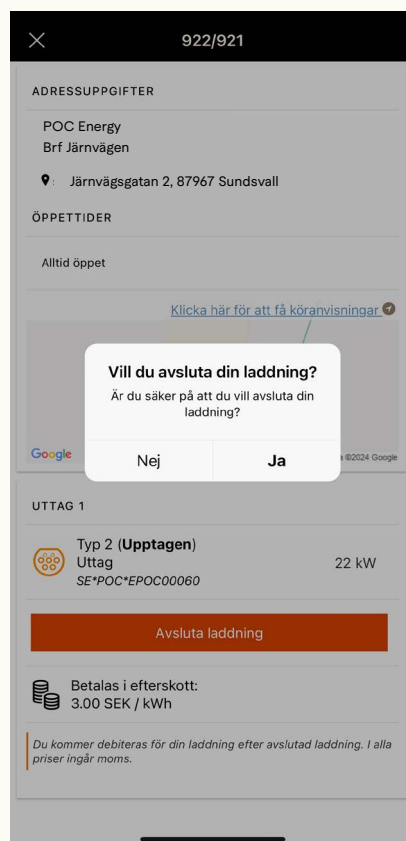 922/921
ADRESSUPPGIFTER
POC Energy
Brf Järnvägen
Järnvägsgatan 2, 87967 Sundsvall
ÖPPETTIDER
Alltid öppet
Klicka här för att få köranvisningar
Vill du avsluta din laddning?
Är du säker på att du vill avsluta din
laddning?
Nej
Ja
Google
©2024 Google
UTTAG 1
Typ 2 (Upptagen)
Uttag
22 kW
SE*POC*EPOC00060
Avsluta laddning
Betalas i efterskott:
3.00 SEK / kWh
Du kommer debiteras för din laddning efter avslutad laddning. I alla
priser ingår moms.